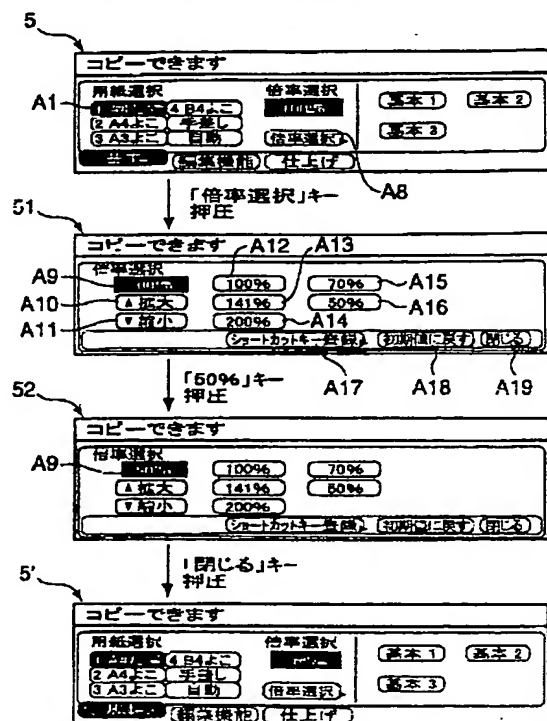 5
コピーできます
用紙選択 倍率選択
A1 4 B4よこ 100% 基本 1 基本 2
2 A4よこ 手差し 基本 3
3 A3よこ 自動 倍率選択
編集機能 仕上げ A8
「倍率選択」キー
押圧
51 A12 A13
コピーできます
倍率選択
A9 100% 100% 70% A15
A10 ▲拡大 141% 50% A16
A11 ▼縮小 200% A14
ショートカットキー登録 初期値に戻す 閉じる
A17 A18 A19
「50%」キー
押圧
52
コピーできます
倍率選択
A9 100% 70%
▲拡大 141% 50%
▼縮小 200%
ショートカットキー登録 初期値に戻す 閉じる
「閉じる」キー
押圧
5'
コピーできます
用紙選択 倍率選択
4 B4よこ 基本 1 基本 2
2 A4よこ 手差し 基本 3
3 A3よこ 自動 倍率選択
編集機能 仕上げ